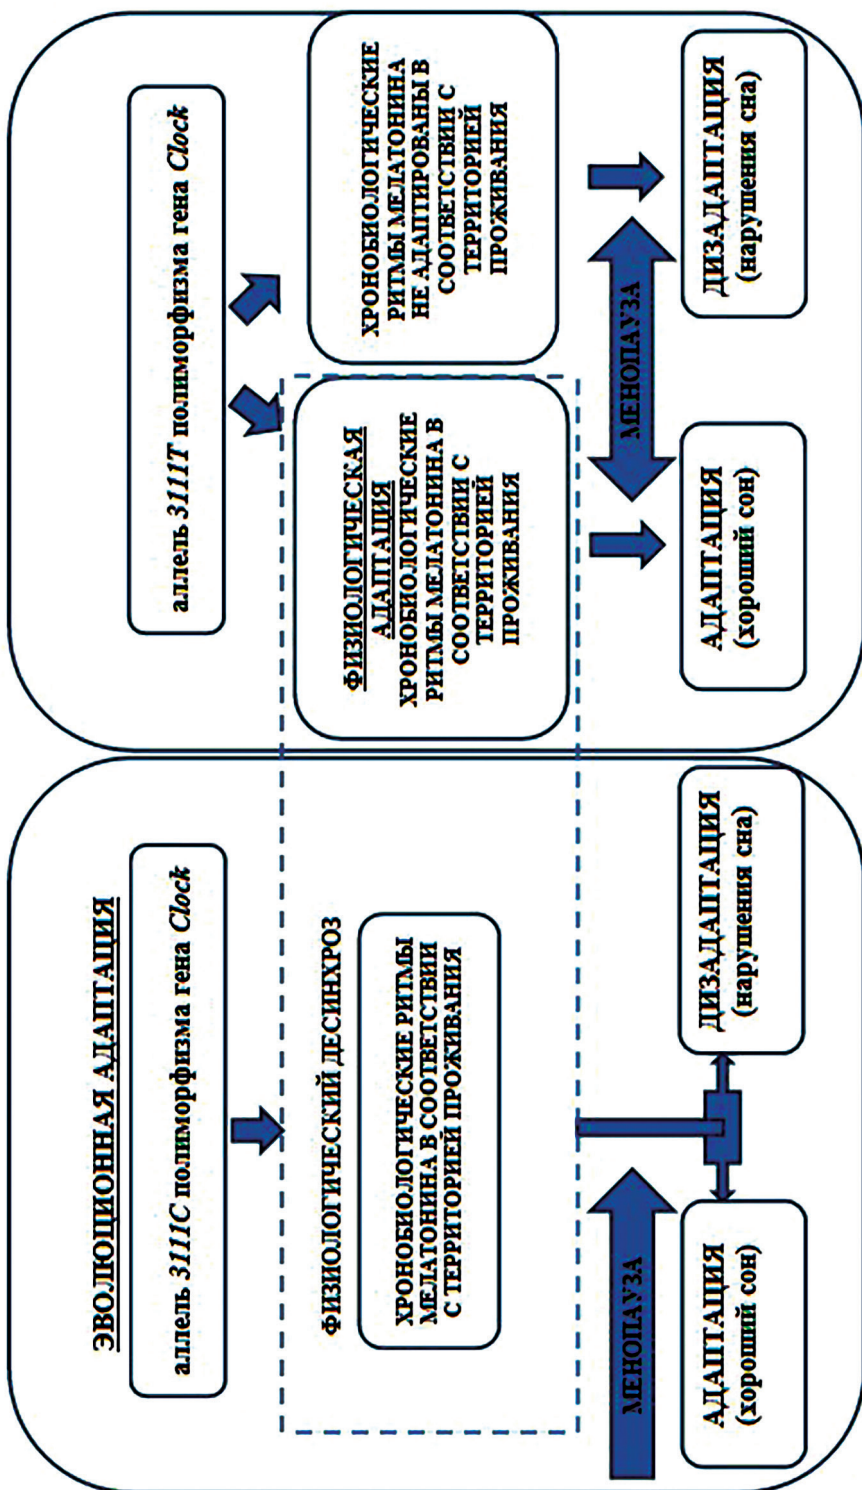 ЭВОЛЮЦИОННАЯ АДАПТАЦИЯ
аллель 3111C полиморфизма гена Clock
ФИЗИОЛОГИЧЕСКИЙ ДЕСИНХРОЗ
ХРОНОБИОЛОГИЧЕСКИЕ РИТМЫ
МЕЛАТОНИНА В СООТВЕТСТВИИ
С ТЕРРИТОРИЕЙ ПРОЖИВАНИЯ
МЕНОПАУЗА
АДАПТАЦИЯ
(хороший сон)
ДИЗАДАПТАЦИЯ
(нарушения сна)
аллель 3111T полиморфизма гена Clock
ФИЗИОЛОГИЧЕСКАЯ
АДАПТАЦИЯ
ХРОНОБИОЛОГИЧЕСКИЕ
РИТМЫ МЕЛАТОНИНА В
СООТВЕТСТВИИ С
ТЕРРИТОРИЕЙ
ПРОЖИВАНИЯ
ХРОНОБИОЛОГИЧЕСКИЕ
РИТМЫ МЕЛАТОНИНА
НЕ АДАПТИРОВАНЫ В
СООТВЕТСТВИИ С
ТЕРРИТОРИЕЙ
ПРОЖИВАНИЯ
МЕНОПАУЗА
АДАПТАЦИЯ
(хороший сон)
ДИЗАДАПТАЦИЯ
(нарушения сна)